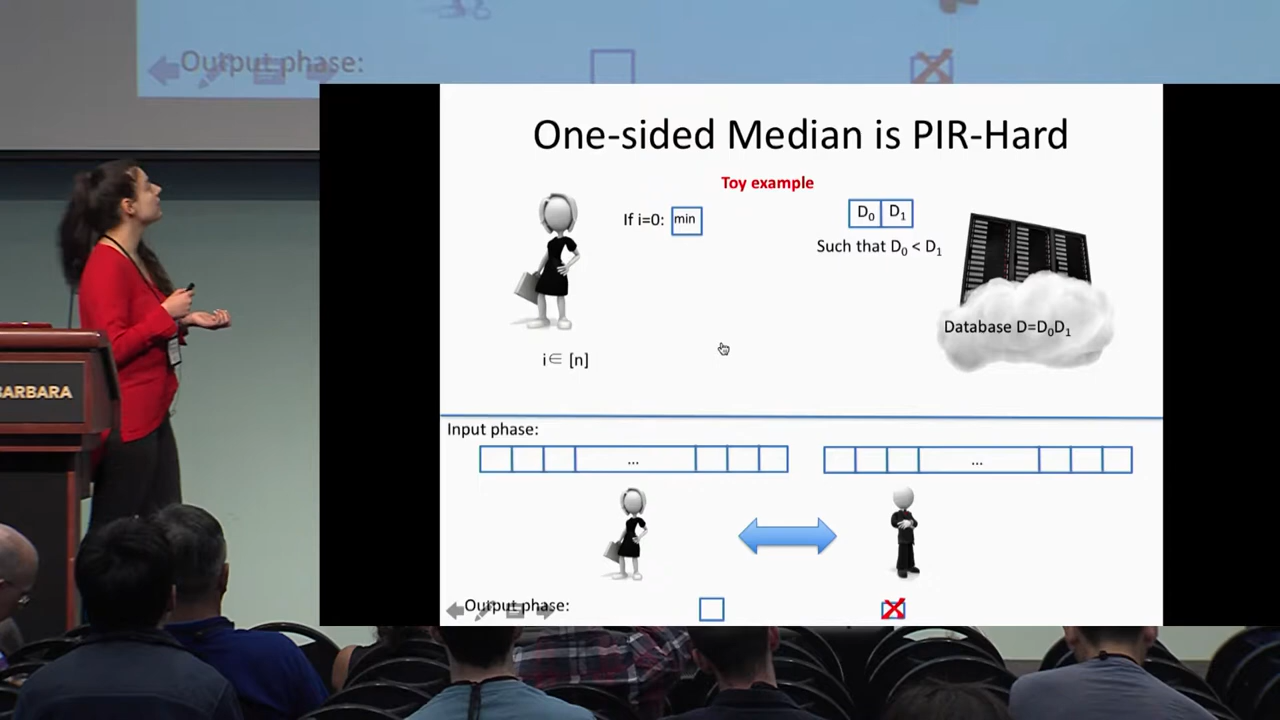 Output phase:
BARBARA
One-sided Median is PIR-Hard
Toy example
If i=0: min
D₀ D₁
Such that D₀ < D₁
Database D=D₀D₁
i∈ [n]
Input phase:
... ...
Output phase: